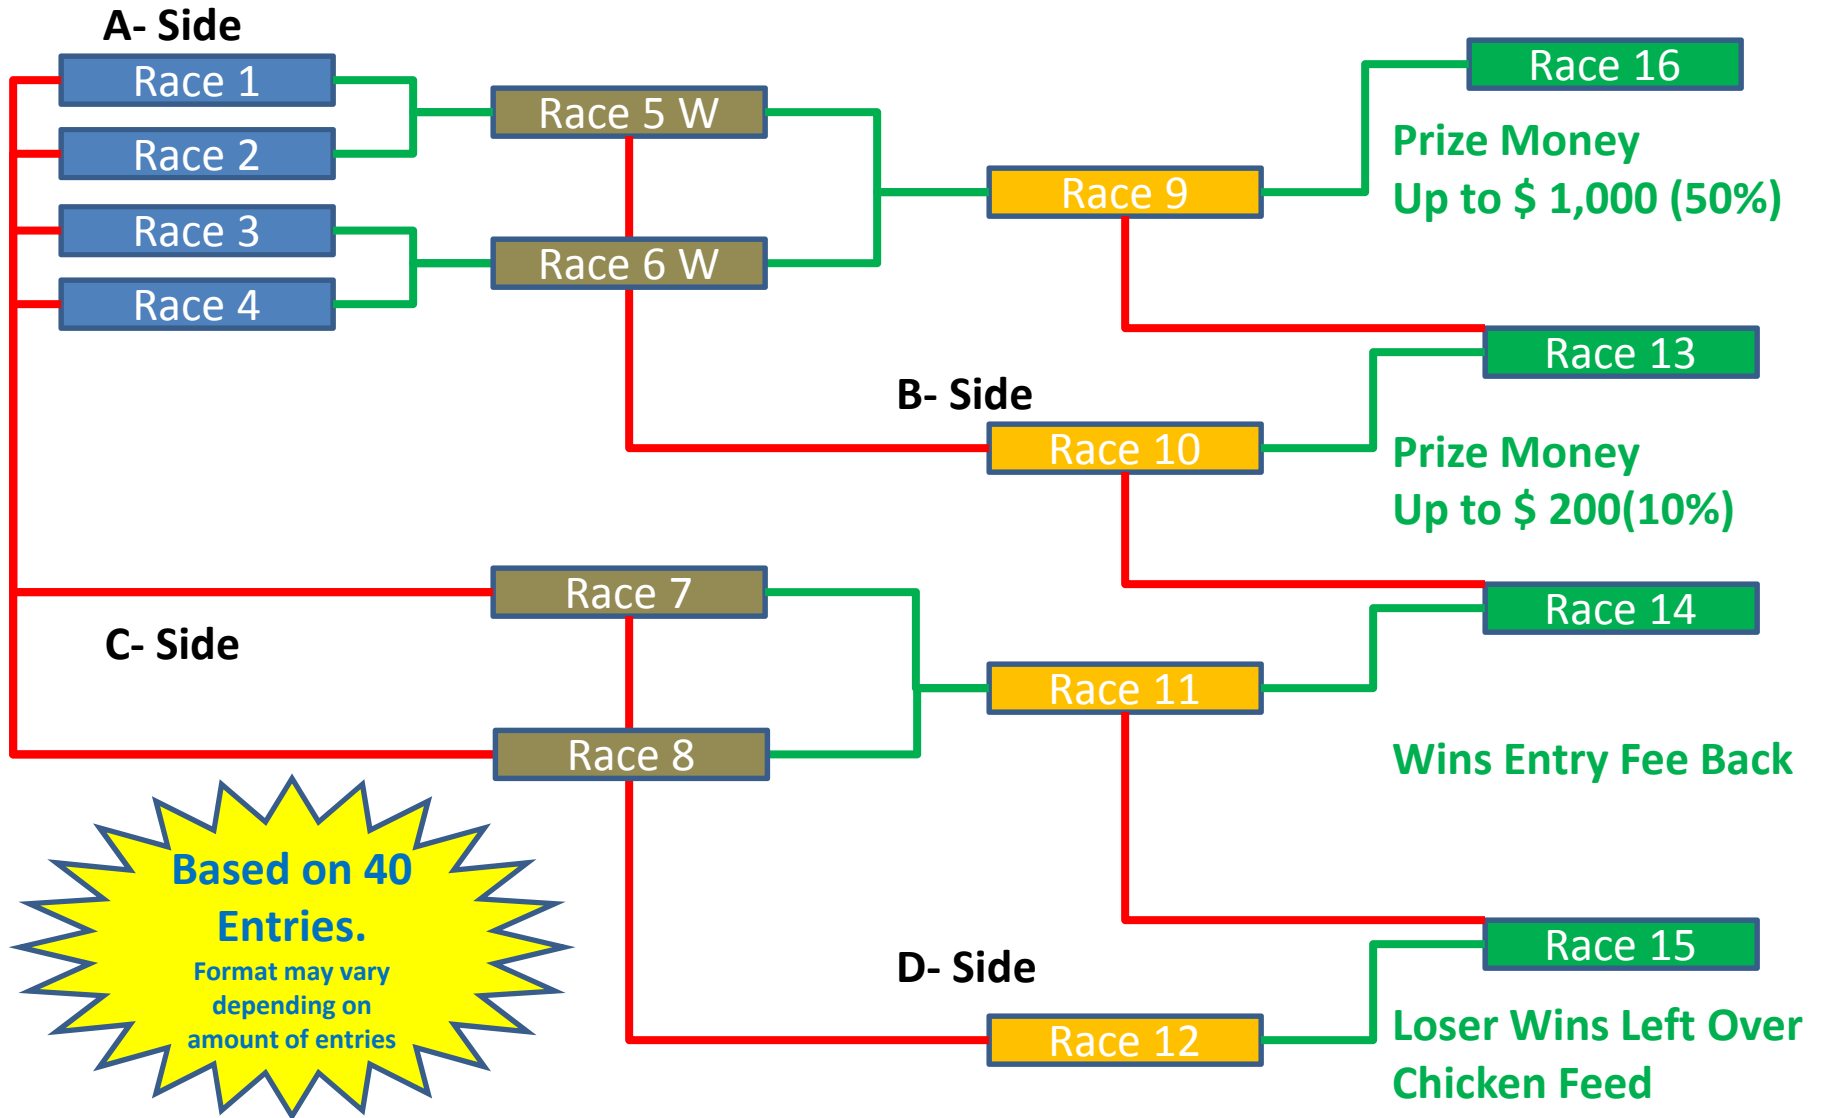 A- Side
Race 1
Race 2
Race 3
Race 4
Race 5 W
Race 6 W
Race 9
Race 16
Prize Money
Up to $ 1,000 (50%)
B- Side
Race 10
Race 13
Prize Money
Up to $ 200(10%)
C- Side
Race 7
Race 8
Race 11
Race 14
Wins Entry Fee Back
D- Side
Race 12
Race 15
Loser Wins Left Over
Chicken Feed
Based on 40
Entries.
Format may vary
depending on
amount of entries